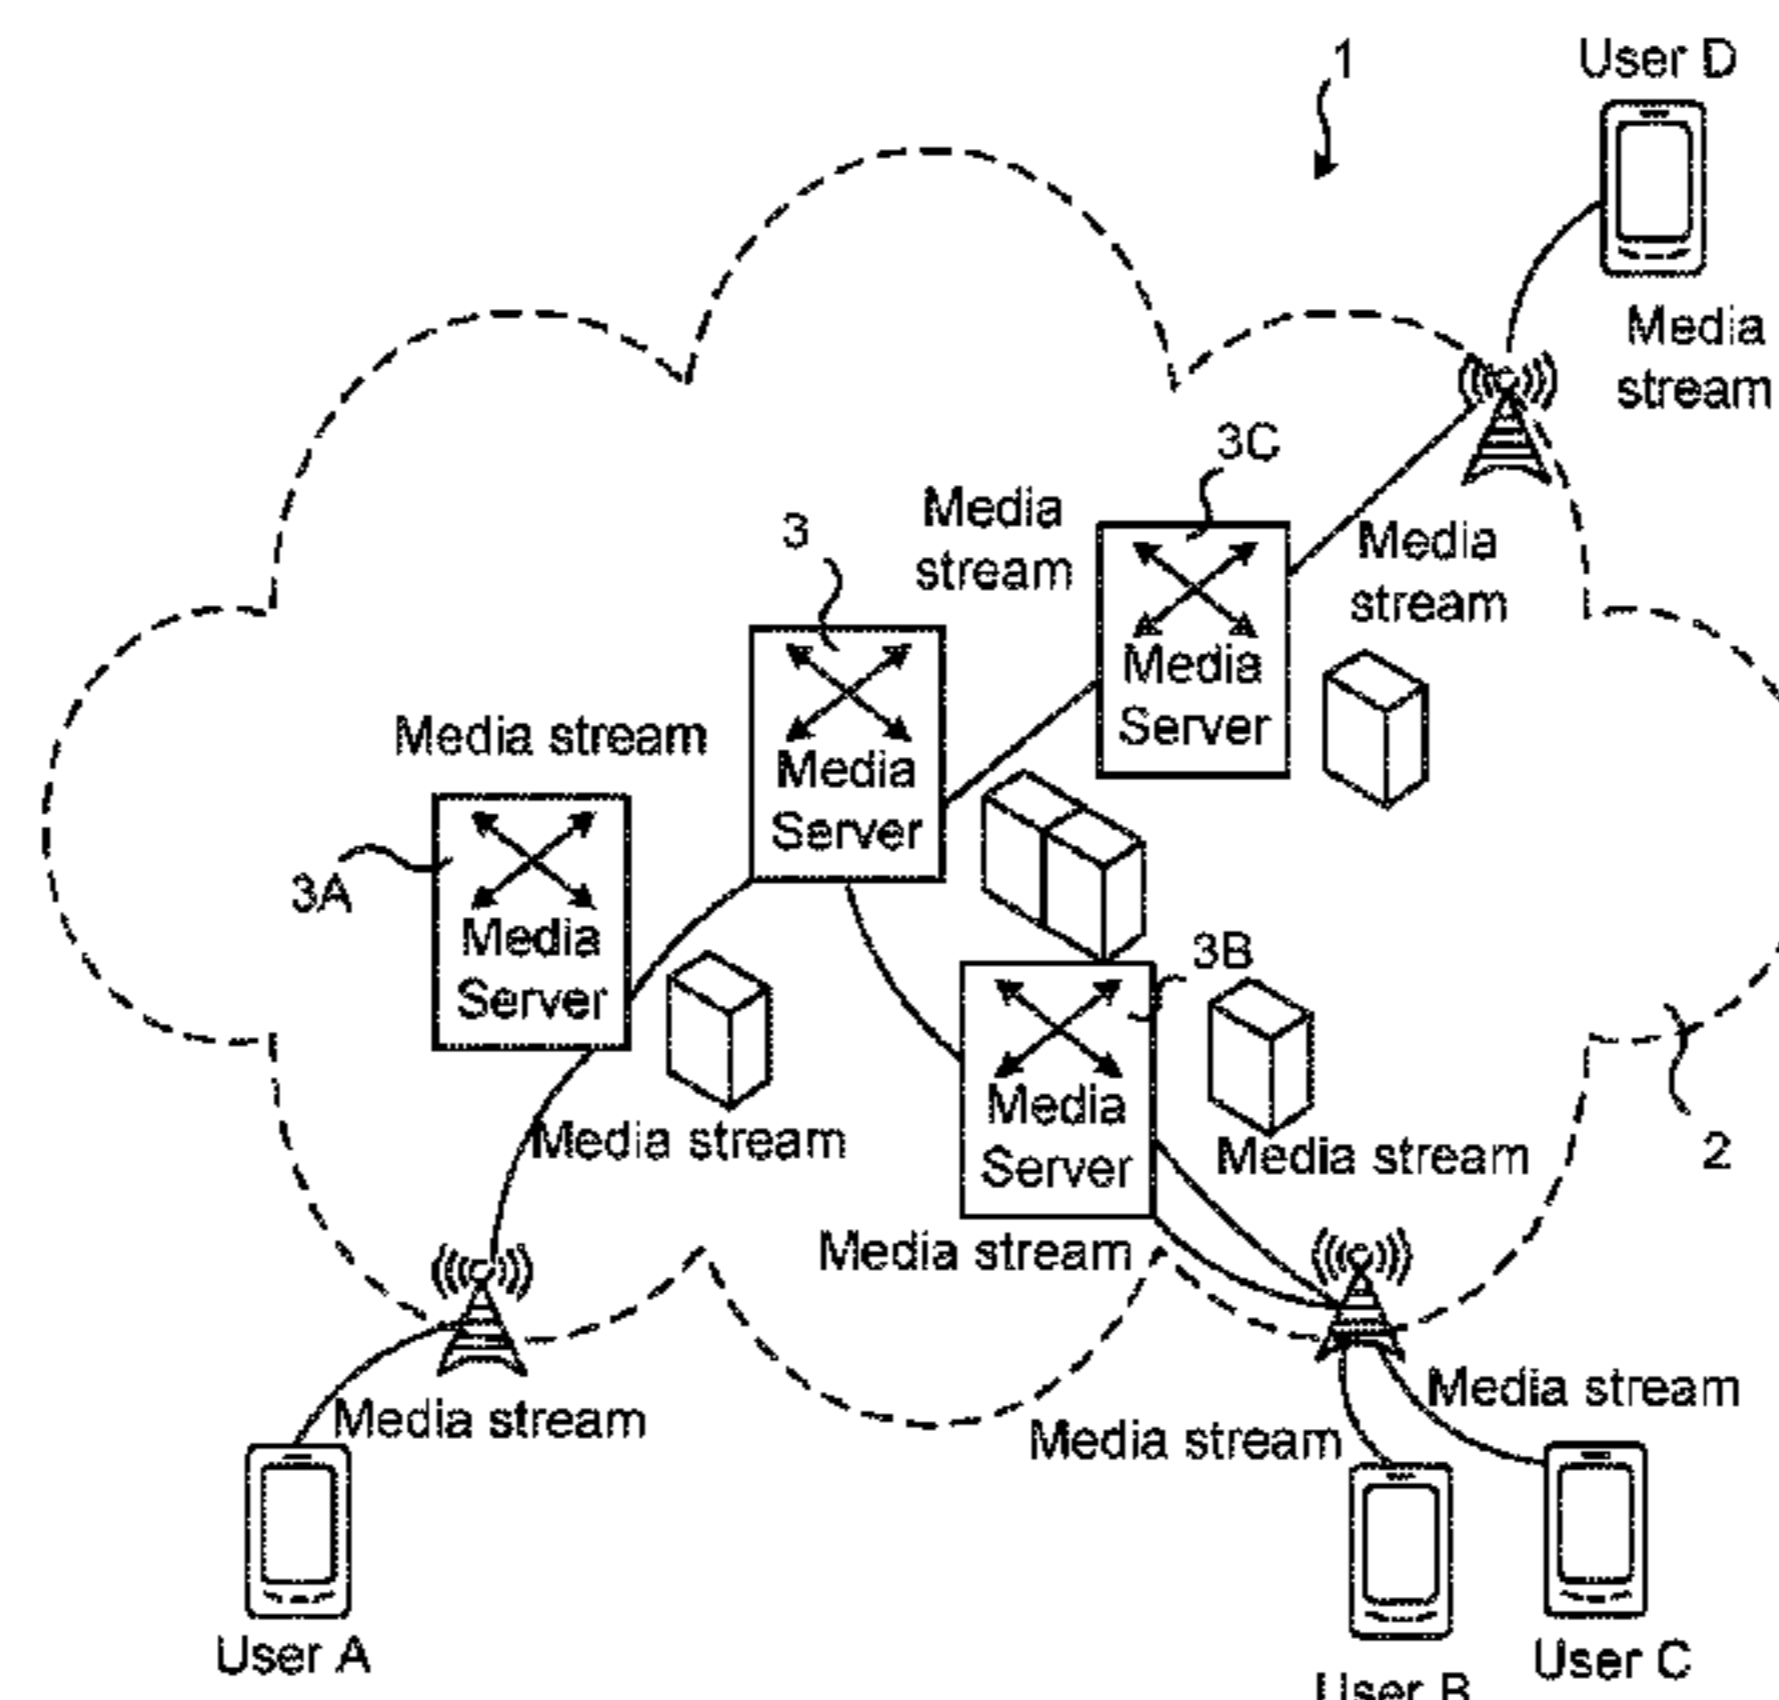 1
User D
Media
stream
3C
Media
stream
3
Media
stream
Media
Server
Media stream
Media
Server
3A
Media
Server
3B
Media stream
Media
Server
Media stream
2
Media stream
Media stream
Media stream
Media stream
User A
User C
User B